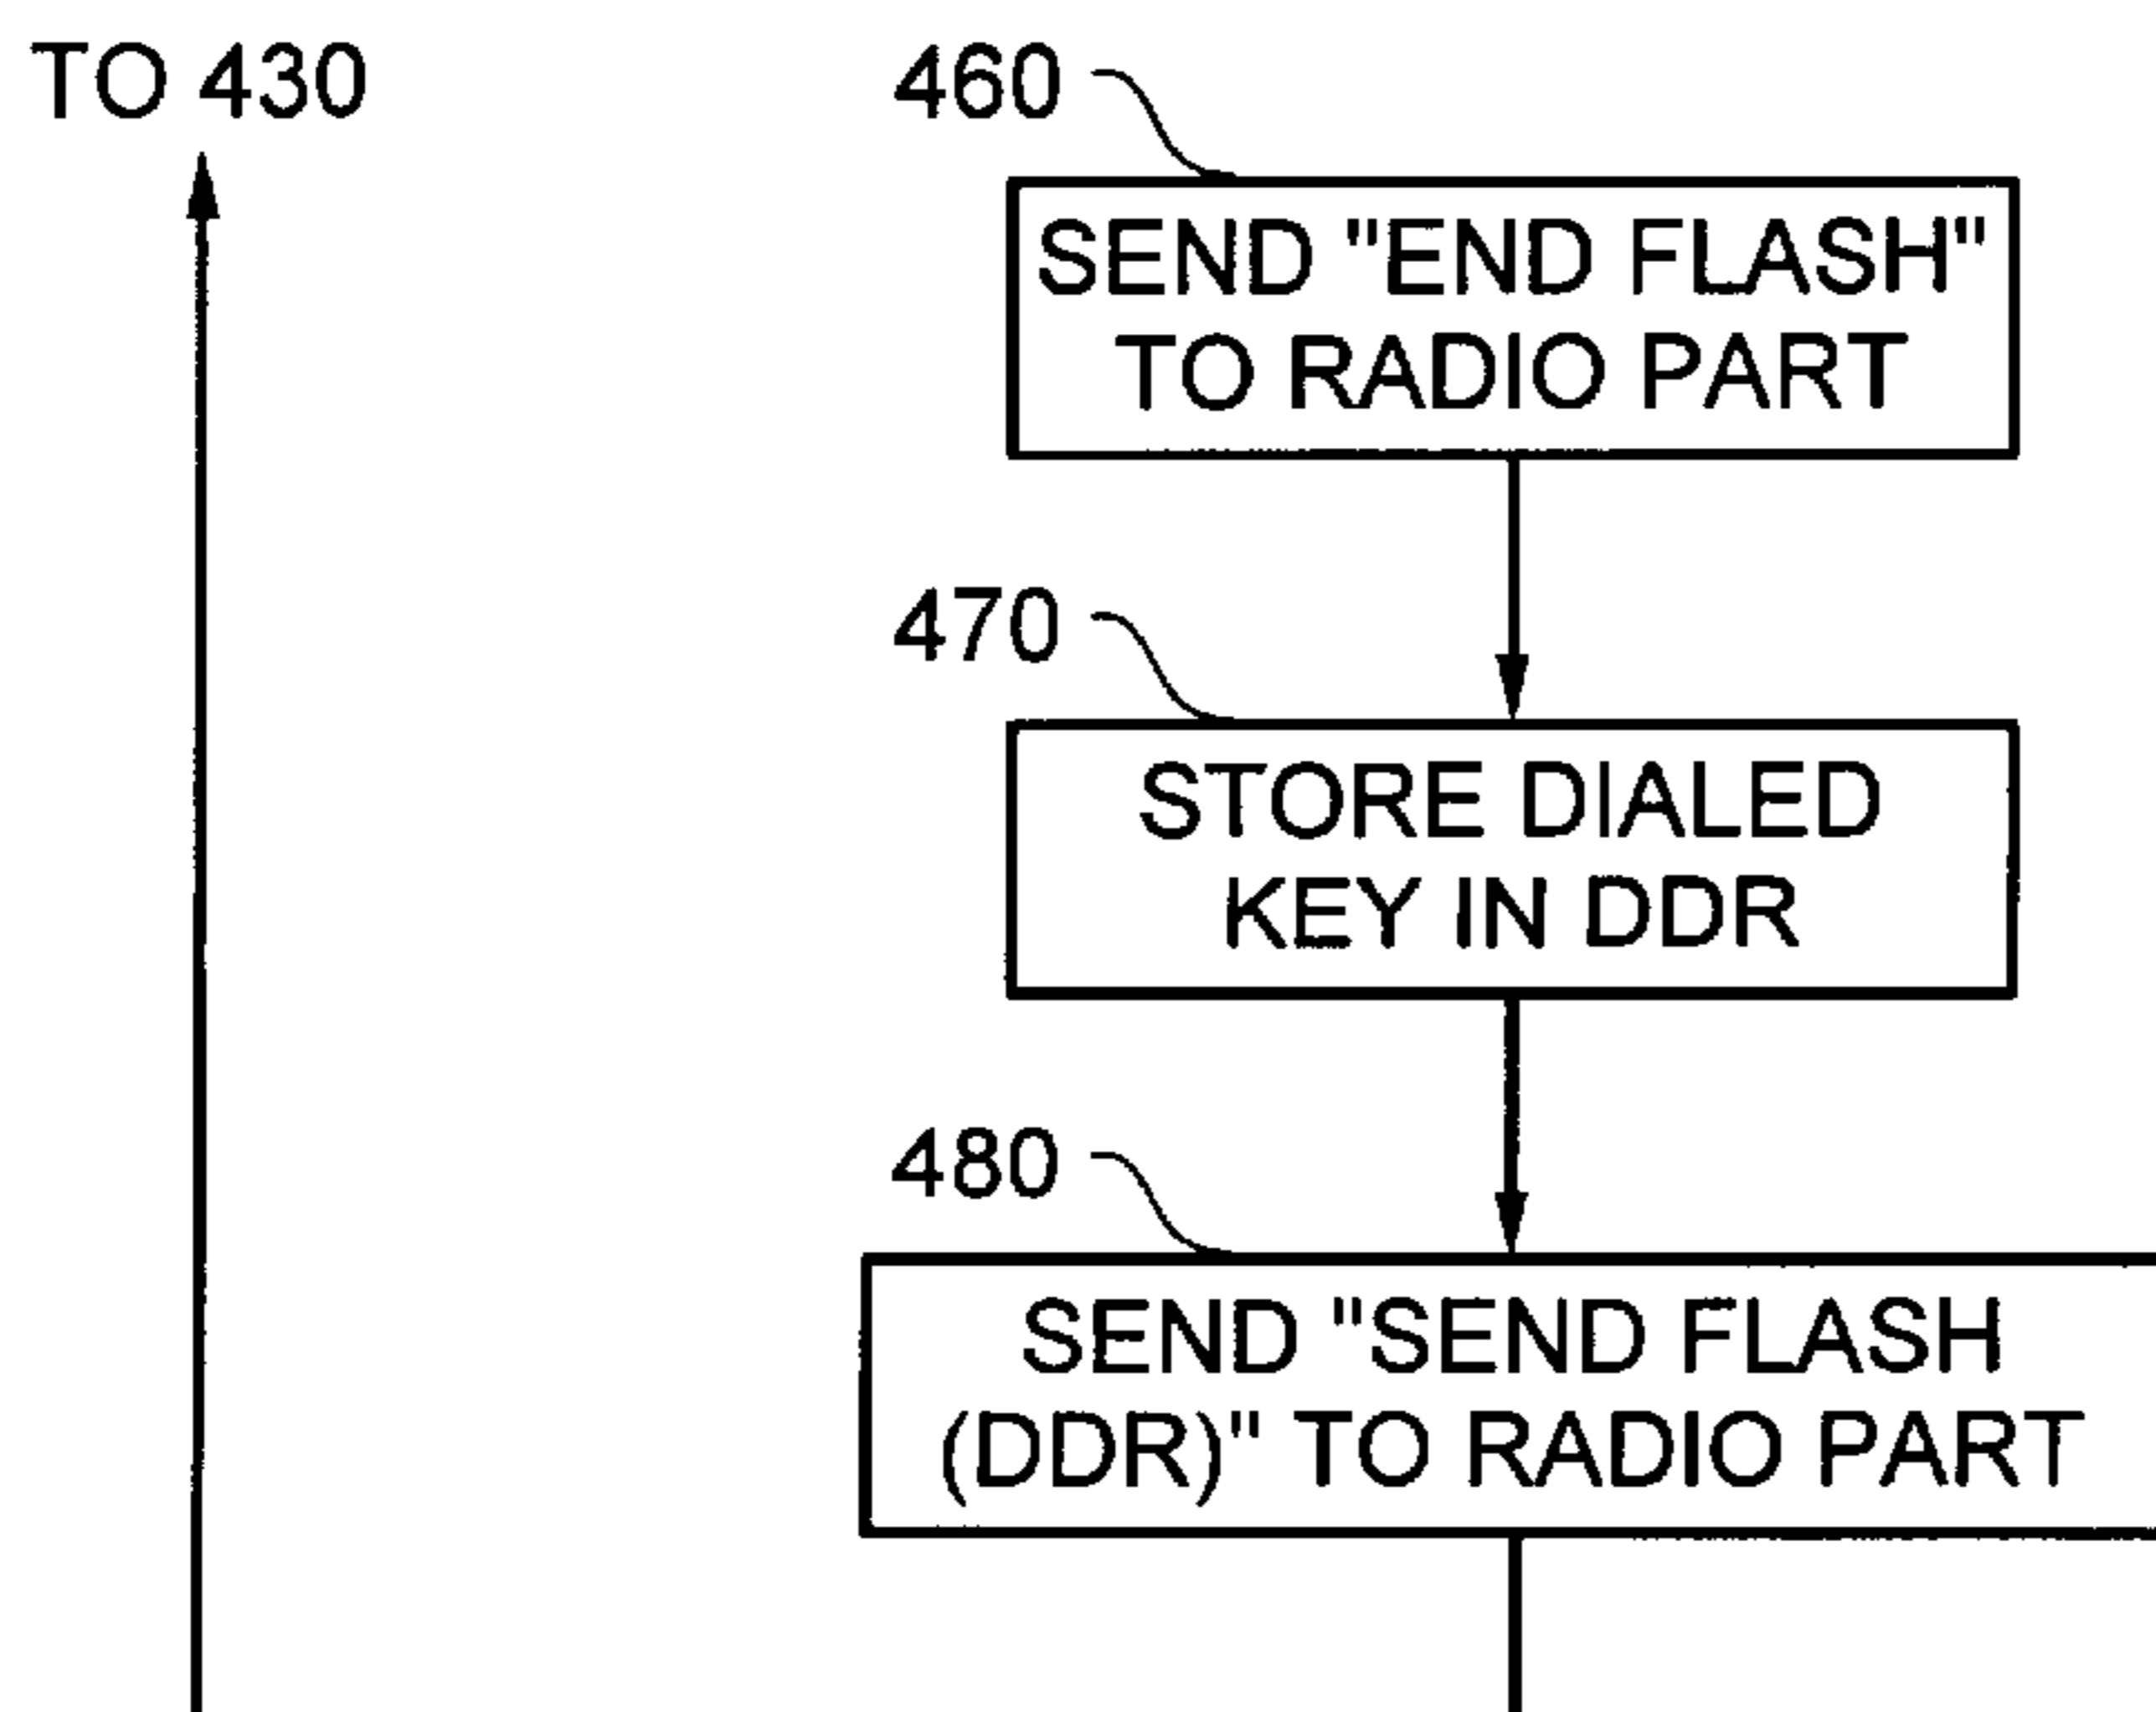 TO 430
460
SEND "END FLASH"
TO RADIO PART
470
STORE DIALED
KEY IN DDR
480
SEND "SEND FLASH
(DDR)" TO RADIO PART